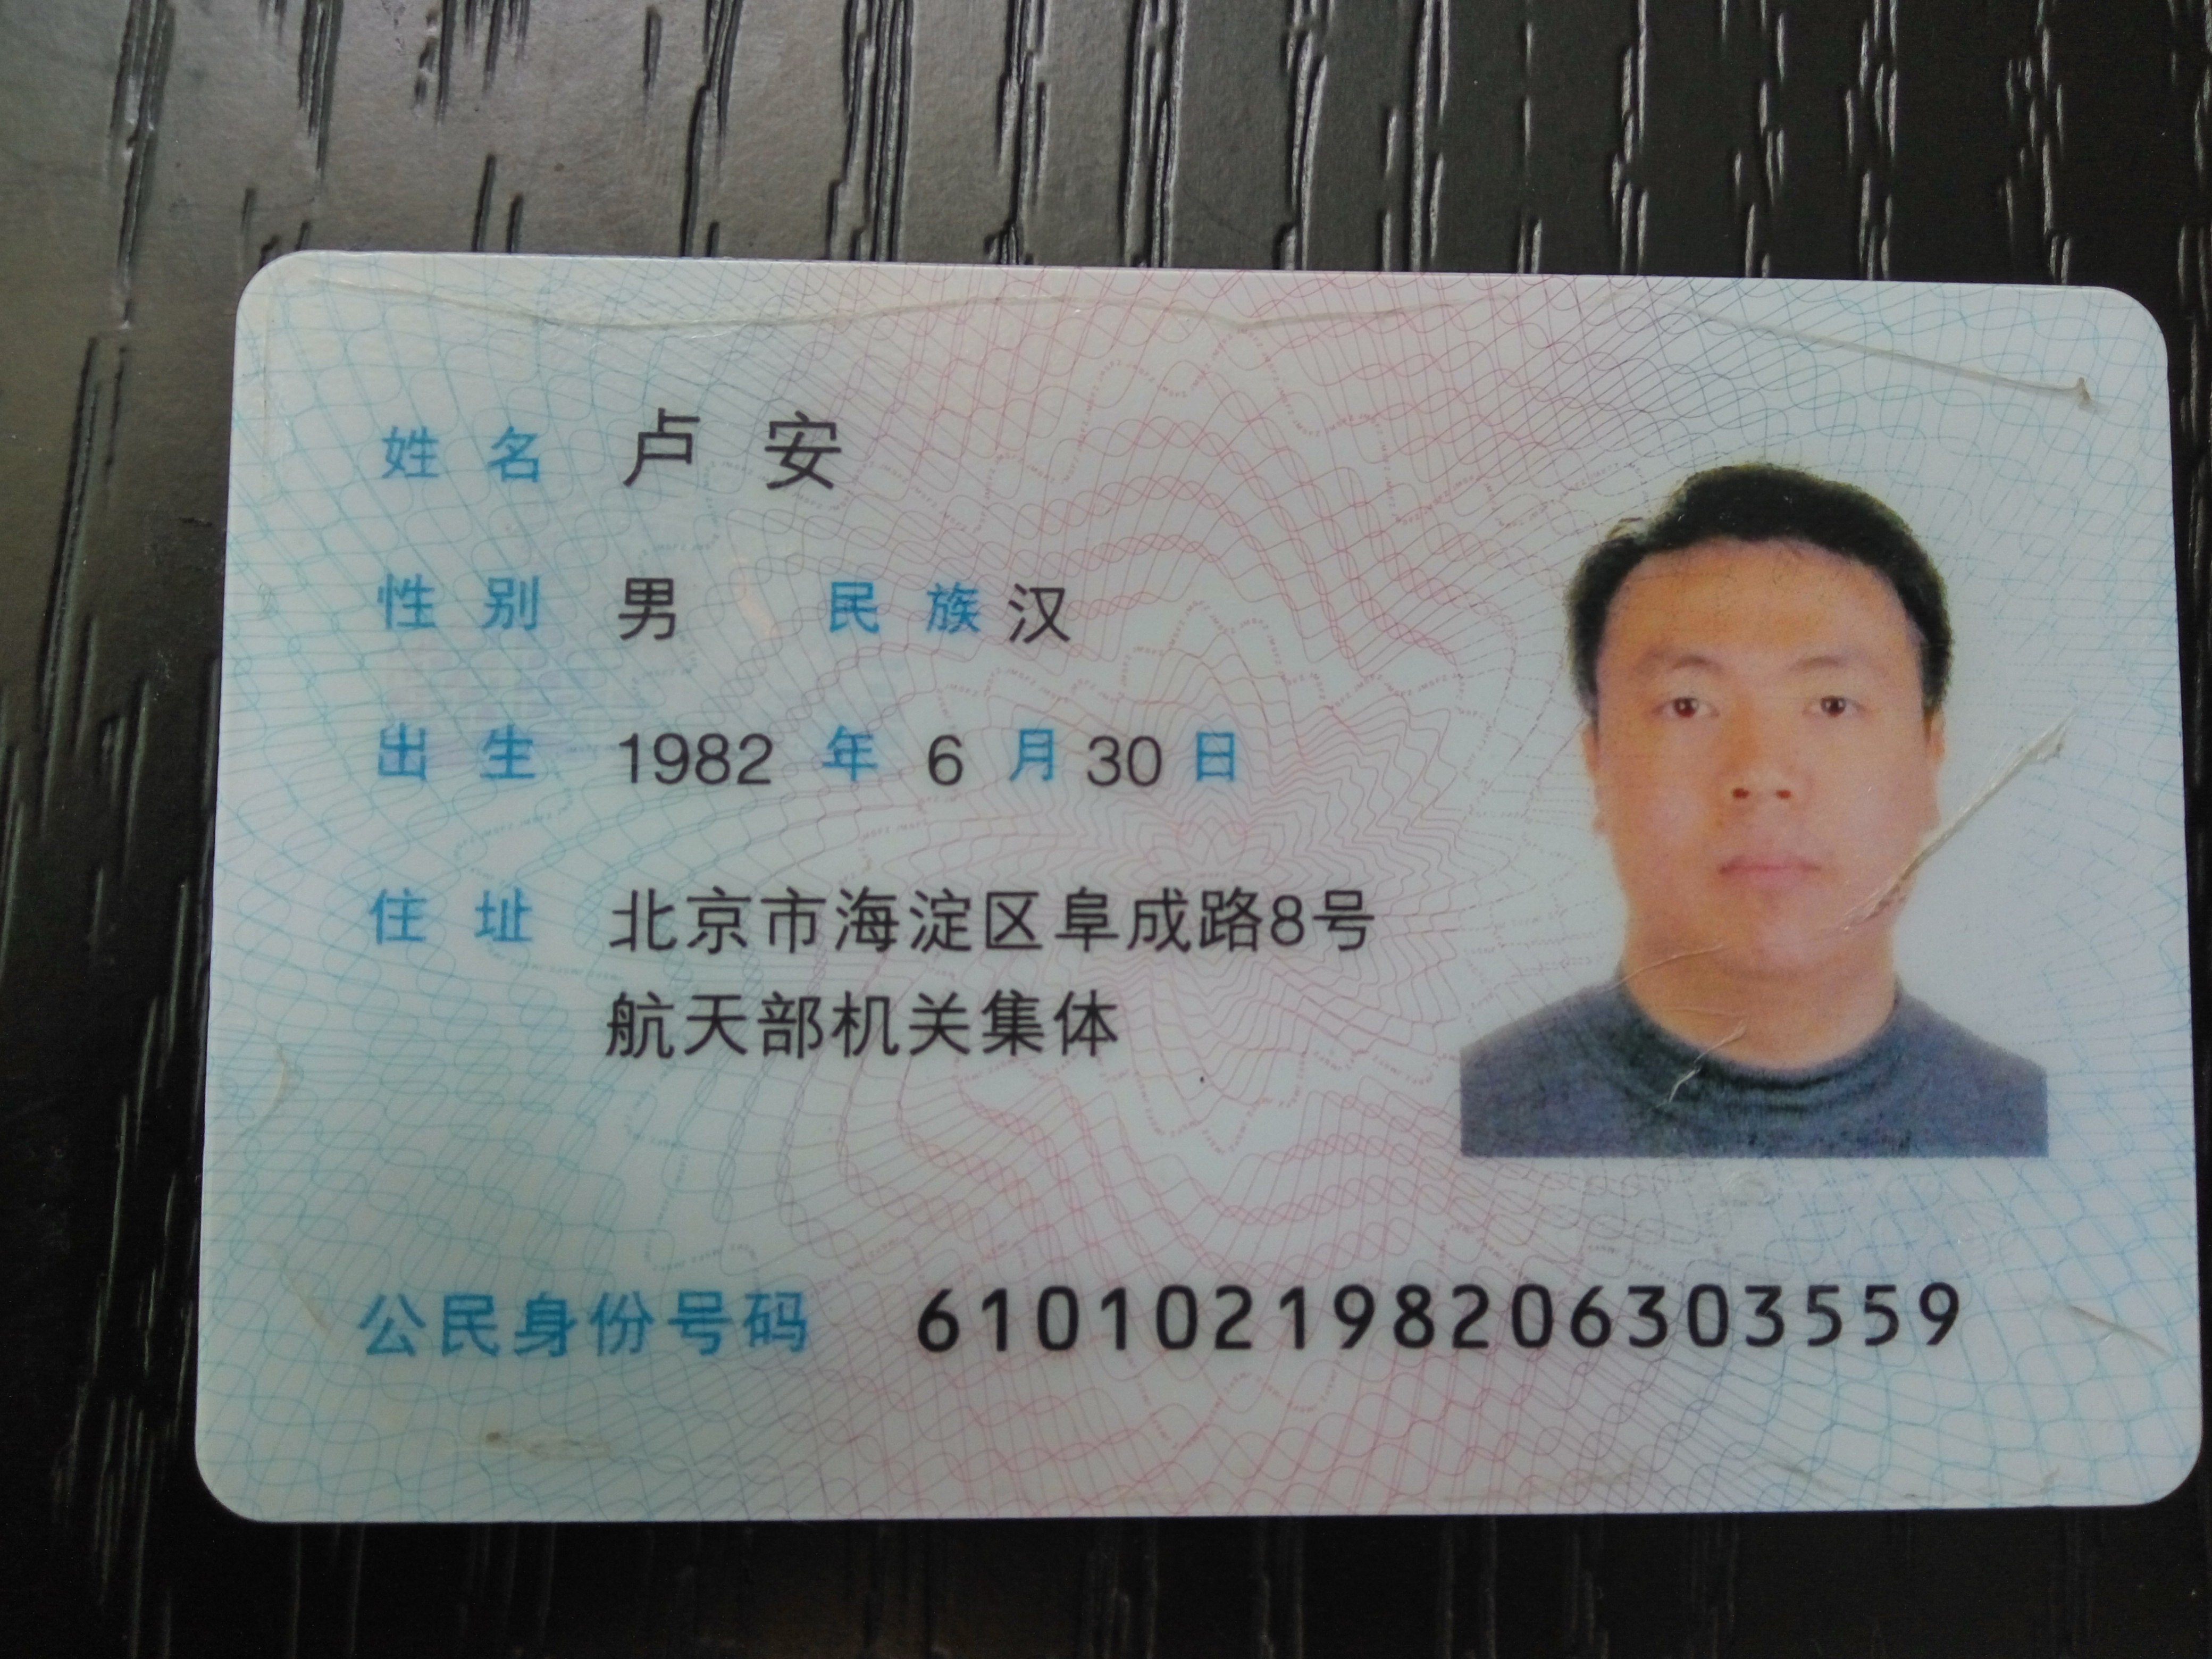 姓名 卢安
性别 男 民族 汉
出生 1982 年 6 月 30 日
住址 北京市海淀区阜成路8号
航天部机关集体
公民身份号码 610102198206303559